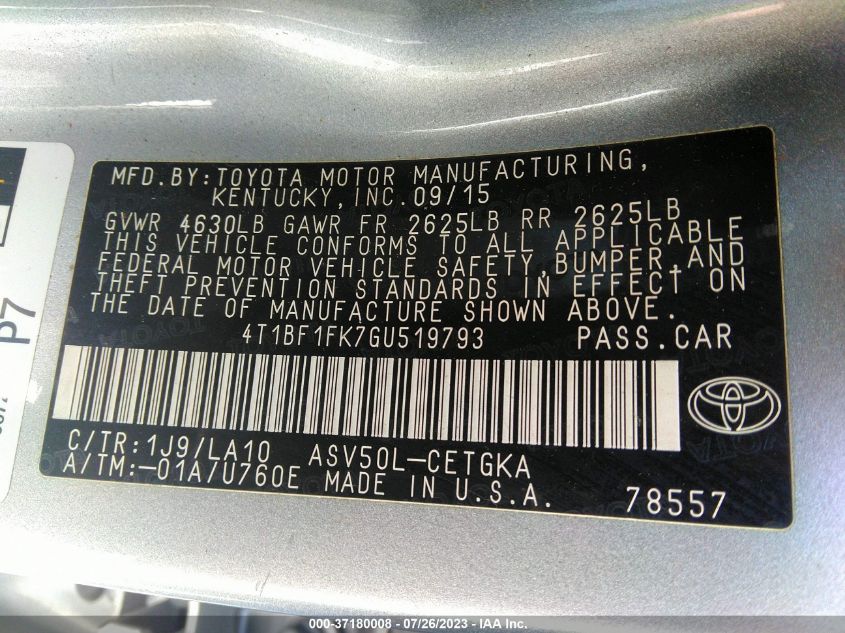 MFD.BY:TOYOTA MOTOR MANUFACTURING,
KENTUCKY,INC.09/15
GVWR 4630LB GAWR FR 2625LB RR 2625LB
THIS VEHICLE CONFORMS TO ALL APPLICABLE
FEDERAL MOTOR VEHICLE SAFETY,BUMPER,AND
THEFT PREVENTION STANDARDS IN EFFECT ON
THE DATE OF MANUFACTURE SHOWN ABOVE.
4T1BF1FK7GU519793 PASS.CAR
C/TR:1J9/LA10 ASV50L-CETGKA
A/TM:-01A/U760E MADE IN U.S.A. 78557
P7
000-37180008 - 07/26/2023 - IAA Inc.